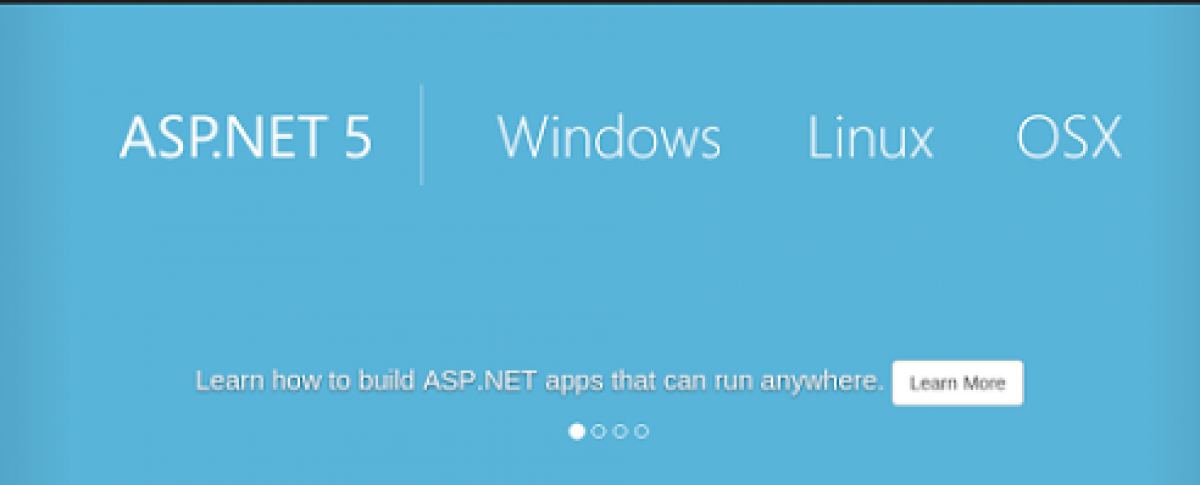 ASP.NET 5 Windows Linux OSX
Learn how to build ASP.NET apps that can run anywhere. Learn More